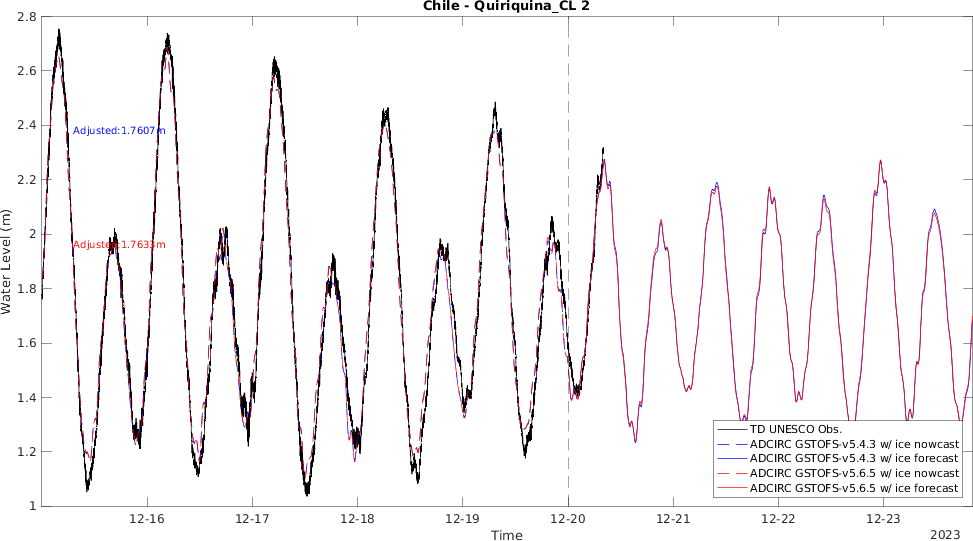 Chile - Quiriquina_CL 2
2.8
2.6
2.4
2.2
2
1.8
1.6
1.4
1.2
1
Water Level (m)
Adjusted:1.7607m
Adjusted:1.7633m
TD UNESCO Obs.
ADCIRC GSTOFS-v5.4.3 w/ ice nowcast
ADCIRC GSTOFS-v5.4.3 w/ ice forecast
ADCIRC GSTOFS-v5.6.5 w/ ice nowcast
ADCIRC GSTOFS-v5.6.5 w/ ice forecast
12-16 12-17 12-18 12-19 12-20 12-21 12-22 12-23
Time
2023